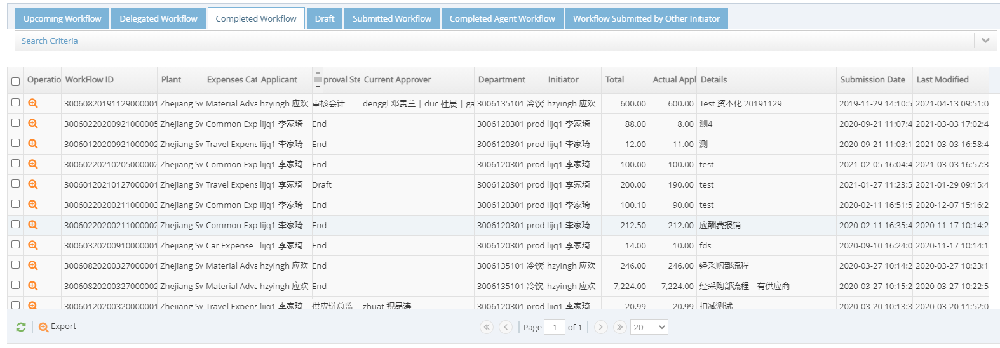 Upcoming Workflow Delegated Workflow Completed Workflow Draft Submitted Workflow Completed Agent Workflow Workflow Submitted by Other Initiator
Search Criteria
Operatio WorkFlow ID Plant Expenses Cat Applicant proval Ste Current Approver Department Initiator Total Actual Appl Details Submission Date Last Modified
30060820191129000001 Zhejiang Sw Material Adva hzyingh 应欢 审核会计 denggl 邓贵兰 | duc 杜晨 | ga 3006135101 冷饮 hzyingh 应欢 600.00 600.00 Test 资本化 20191129 2019-11-29 14:10:5 2021-04-13 09:51:0
30060220200921000005 Zhejiang Sw Common Exp lijq1 李家琦 End 3006120301 prod lijq1 李家琦 88.00 8.00 测4 2020-09-21 11:07:4 2021-03-03 17:02:4
30060120200921000002 Zhejiang Sw Travel Expens lijq1 李家琦 End 3006120301 prod lijq1 李家琦 12.00 11.00 测 2020-09-21 11:03:1 2021-03-03 16:58:4
30060220210205000002 Zhejiang Sw Common Exp lijq1 李家琦 End 3006120301 prod lijq1 李家琦 100.00 100.00 test 2021-02-05 16:04:4 2021-03-03 16:57:3
30060120210127000001 Zhejiang Sw Travel Expens lijq1 李家琦 Draft 3006120301 prod lijq1 李家琦 200.00 190.00 test 2021-01-27 11:23:5 2021-01-29 09:15:4
30060220200211000003 Zhejiang Sw Common Exp lijq1 李家琦 End 3006120301 prod lijq1 李家琦 100.10 90.00 test 2020-02-11 16:51:5 2020-12-07 15:16:2
30060220200211000002 Zhejiang Sw Common Exp lijq1 李家琦 End 3006120301 prod lijq1 李家琦 212.50 212.00 应酬费报销 2020-02-11 16:35:4 2020-11-17 10:14:2
30060320200910000001 Zhejiang Sw Car Expense lijq1 李家琦 End 3006120301 prod lijq1 李家琦 14.00 10.00 fds 2020-09-10 16:24:0 2020-11-17 10:14:1
30060820200327000001 Zhejiang Sw Material Adva hzyingh 应欢 End 3006135101 冷饮 hzyingh 应欢 246.00 246.00 经采购部流程 2020-03-27 10:14:2 2020-03-27 10:23:1
30060820200327000002 Zhejiang Sw Material Adva hzyingh 应欢 End 3006135101 冷饮 hzyingh 应欢 7,224.00 7,224.00 经采购部流程---有供应商 2020-03-27 10:15:2 2020-03-27 10:22:5
30060120200320000001 Zhejiang Sw Travel Expens lijq1 李家琦 供应链总监 zhuat 祝昂涛 3006120301 prod lijq1 李家琦 20.99 20.99 扣减测试 2020-03-20 10:13:3 2020-03-20 11:52:0
Export Page 1 of 1 20